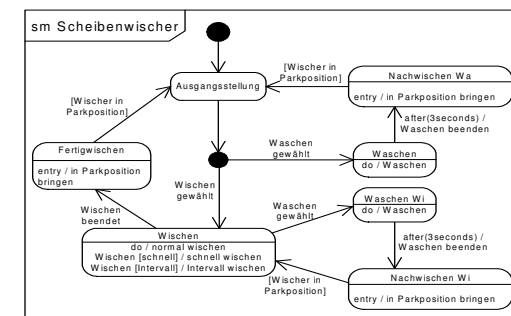 sm Scheibenwischer
[Wischer in
Parkposition]
Nachwischen Wa
entry / in Parkposition bringen
Ausgangsstellung
[Wischer in
Parkposition]
after(3seconds) /
Waschen beenden
Fertigwischen
entry / in Parkposition
bringen
Waschen
gewählt
Waschen
do / Waschen
Wischen
gewählt
Waschen
gewählt
Waschen Wi
do / Waschen
Wischen
beendet
Wischen
do / normal wischen
Wischen [schnell] / schnell wischen
Wischen [Intervall] / Intervall wischen
after(3seconds) /
Waschen beenden
[Wischer in
Parkposition]
Nachwischen Wi
entry / in Parkposition bringen